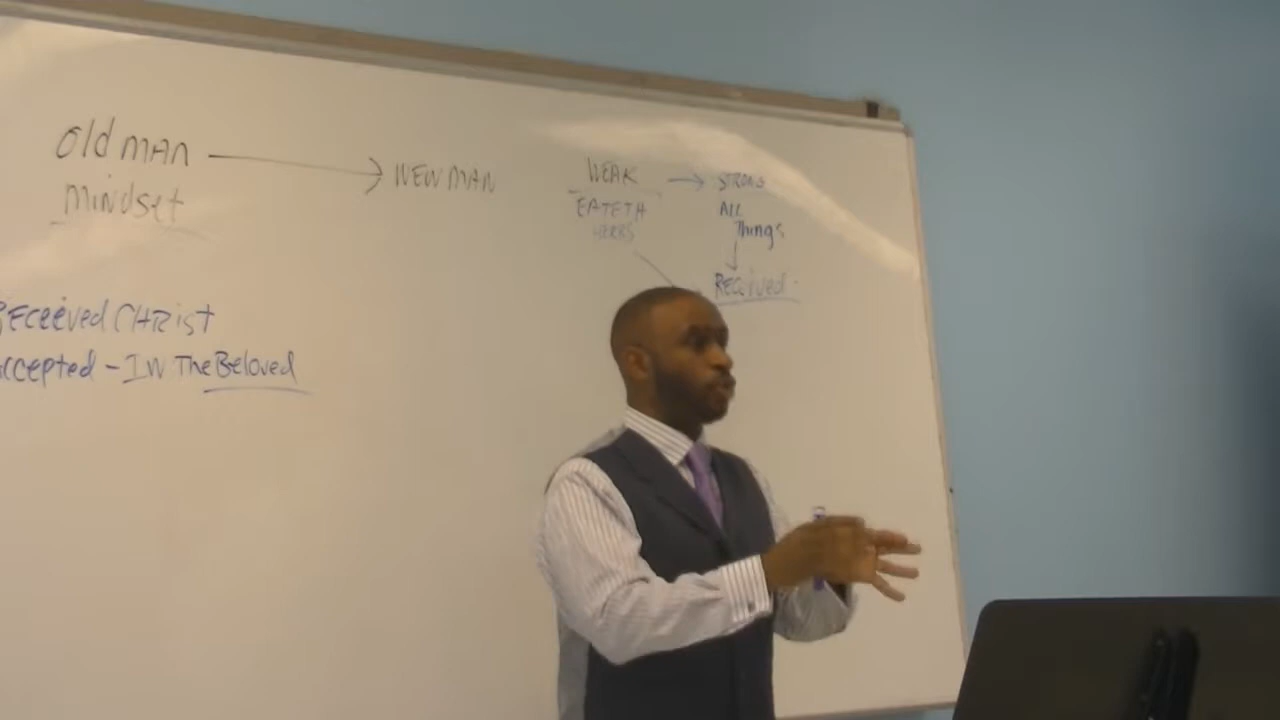 Old MAN → NEW MAN
Mindset
Received CHRist
Accepted - IN The Beloved
WEAK → STRONG
EATETH
HERBS
ALL
Things
↓
Received -